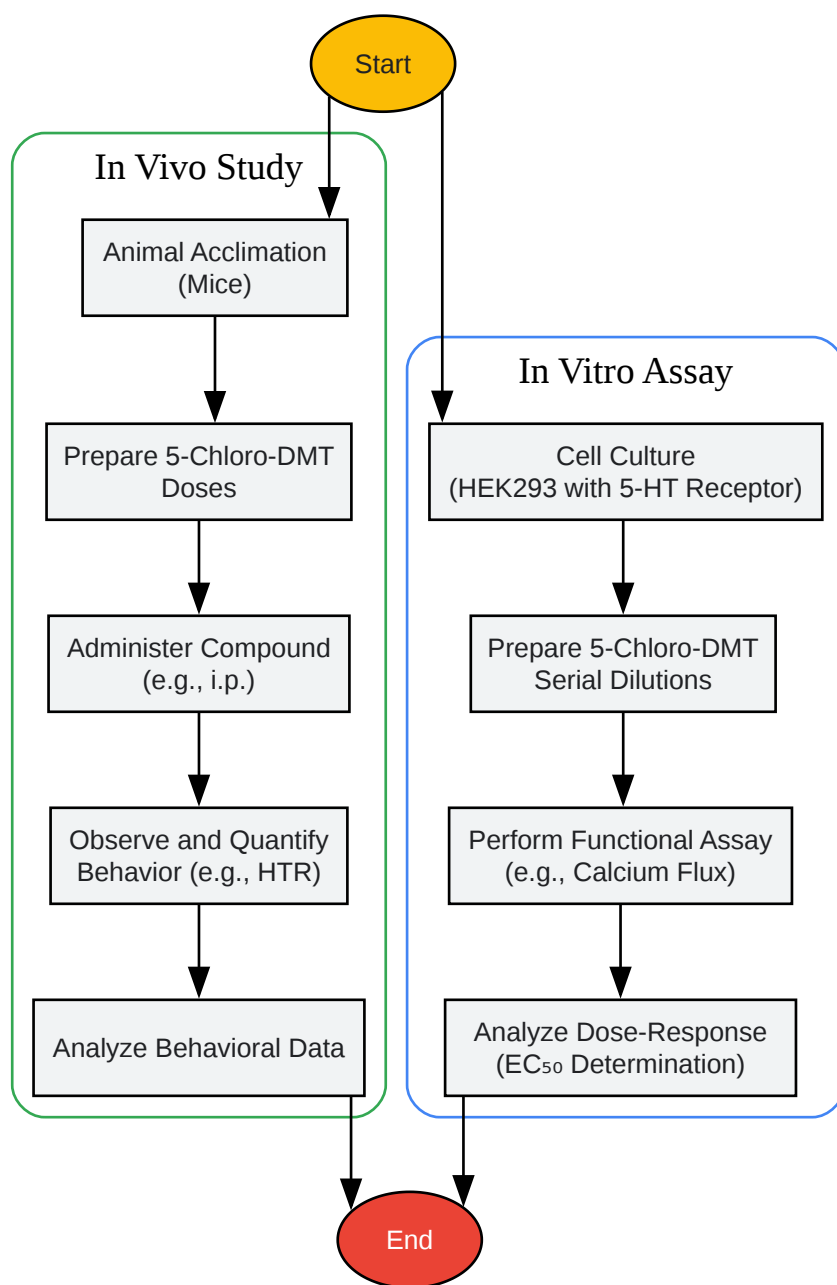 Start
In Vivo Study
Animal Acclimation
(Mice)
Prepare 5-Chloro-DMT
Doses
Administer Compound
(e.g., i.p.)
Observe and Quantify
Behavior (e.g., HTR)
Analyze Behavioral Data
In Vitro Assay
Cell Culture
(HEK293 with 5-HT Receptor)
Prepare 5-Chloro-DMT
Serial Dilutions
Perform Functional Assay
(e.g., Calcium Flux)
Analyze Dose-Response
(EC₅₀ Determination)
End